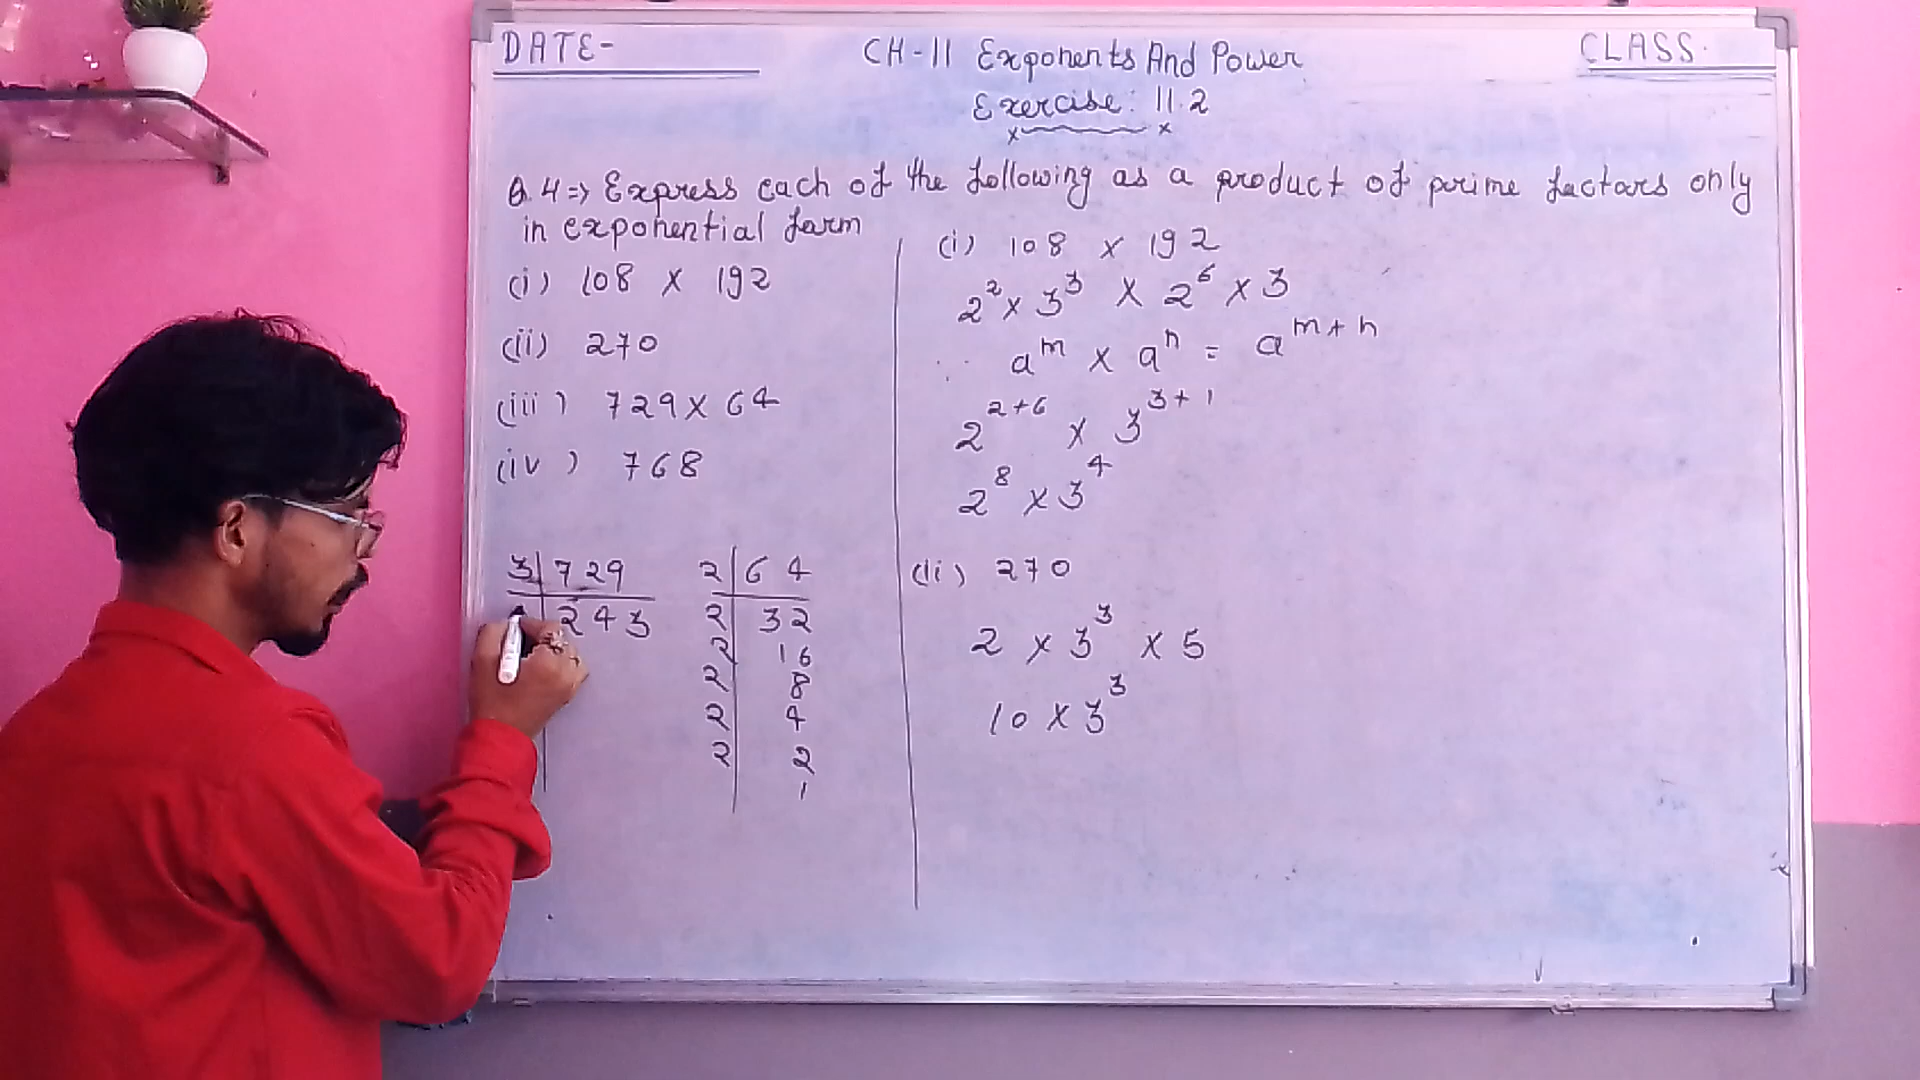 DATE-
CH-11 Exponents And Power
CLASS.
Exercise: 11.2
Q.4=> Express each of the following as a product of prime factors only
in exponential form
(i) 108 x 192
(ii) 270
(iii) 729 x 64
(iv) 768
3 | 729
243
2 | 64
2 | 32
2 | 16
2 | 8
2 | 4
2 | 2
1
(i) 108 x 192
2² x 3³ x 2⁶ x 3
aᵐ x aⁿ = aᵐ⁺ⁿ
2²⁺⁶ x 3³⁺¹
2⁸ x 3⁴
(ii) 270
2 x 3³ x 5
10 x 3³